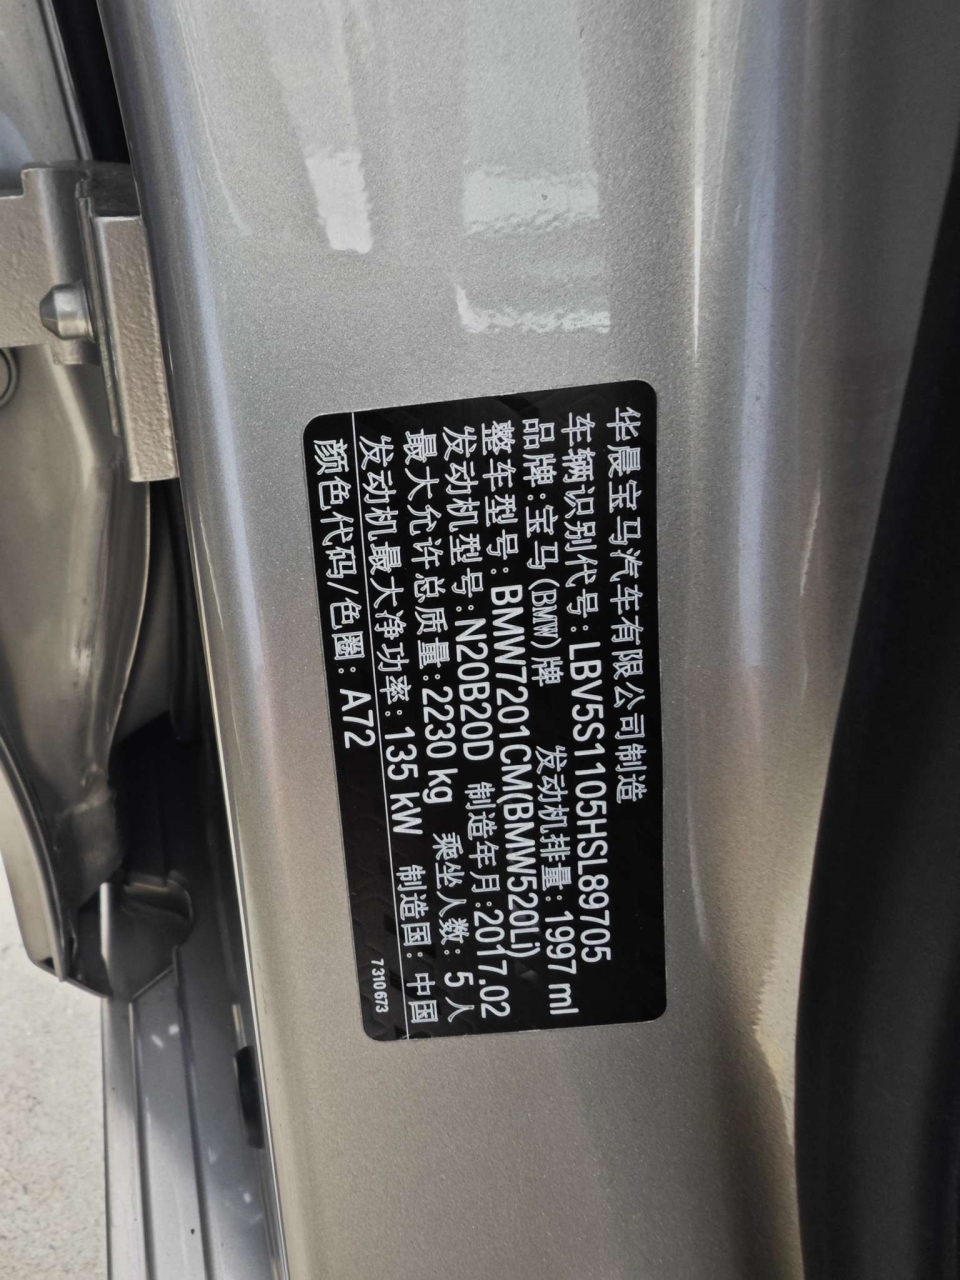 华晨宝马汽车有限公司制造
车辆识别代号：LBV5S1105HSL89705
品牌：宝马(BMW)牌 发动机排量：1997 ml
整车型号：BMW7201CM(BMW520Li)
发动机型号：N20B20D 制造年月：2017.02
最大允许总质量：2230 kg 乘坐人数：5 人
发动机最大净功率：135 kW 制造国：中国
颜色代码/色圈：A72 7 310 673